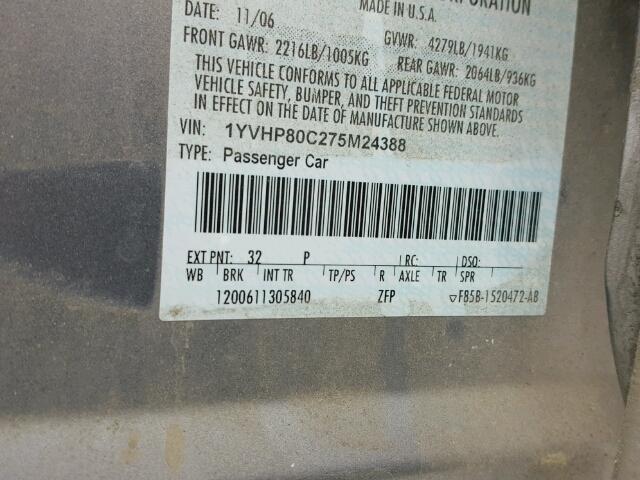 CORPORATION
MADE IN U.S.A.
DATE: 11/06
GVWR: 4279LB/1941KG
FRONT GAWR: 2216LB/1005KG
REAR GAWR: 2064LB/936KG
THIS VEHICLE CONFORMS TO ALL APPLICABLE FEDERAL MOTOR
VEHICLE SAFETY, BUMPER, AND THEFT PREVENTION STANDARDS
IN EFFECT ON THE DATE OF MANUFACTURE SHOWN ABOVE.
VIN: 1YVHP80C275M24388
TYPE: Passenger Car
EXT PNT: 32 P RC: DSO:
WB BRK INT TR TP/PS R AXLE TR SPR
1200611305840 ZFP ▽F85B-1520472-AB